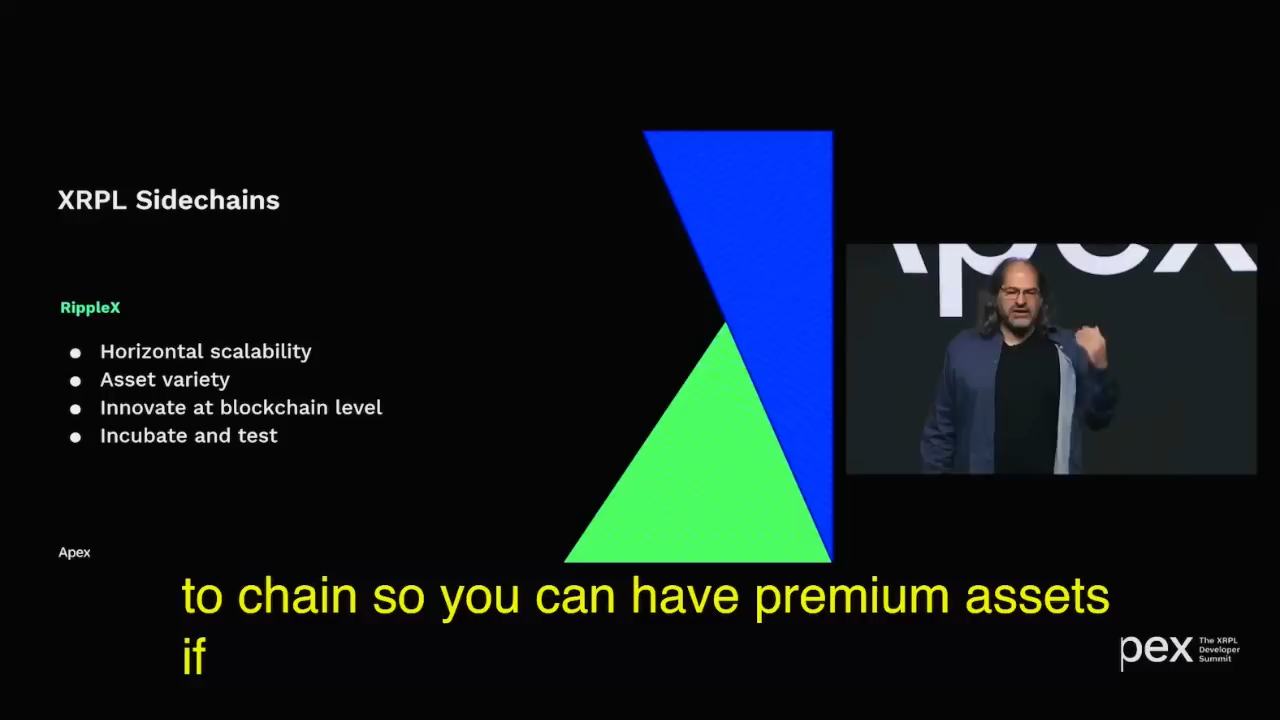 XRPL Sidechains
RippleX
Horizontal scalability
Asset variety
Innovate at blockchain level
Incubate and test
Apex
Apex
to chain so you can have premium assets
if
pex
The XRPL
Developer
Summit